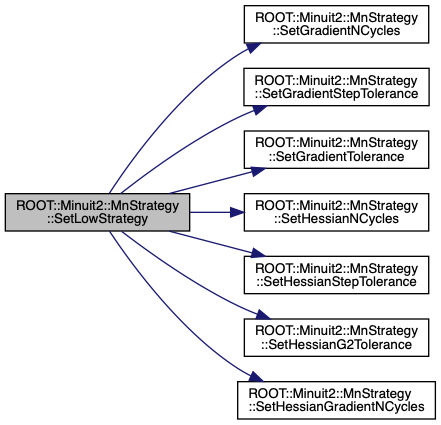 ROOT::Minuit2::MnStrategy
::SetLowStrategy
ROOT::Minuit2::MnStrategy
::SetGradientNCycles
ROOT::Minuit2::MnStrategy
::SetGradientStepTolerance
ROOT::Minuit2::MnStrategy
::SetGradientTolerance
ROOT::Minuit2::MnStrategy
::SetHessianNCycles
ROOT::Minuit2::MnStrategy
::SetHessianStepTolerance
ROOT::Minuit2::MnStrategy
::SetHessianG2Tolerance
ROOT::Minuit2::MnStrategy
::SetHessianGradientNCycles